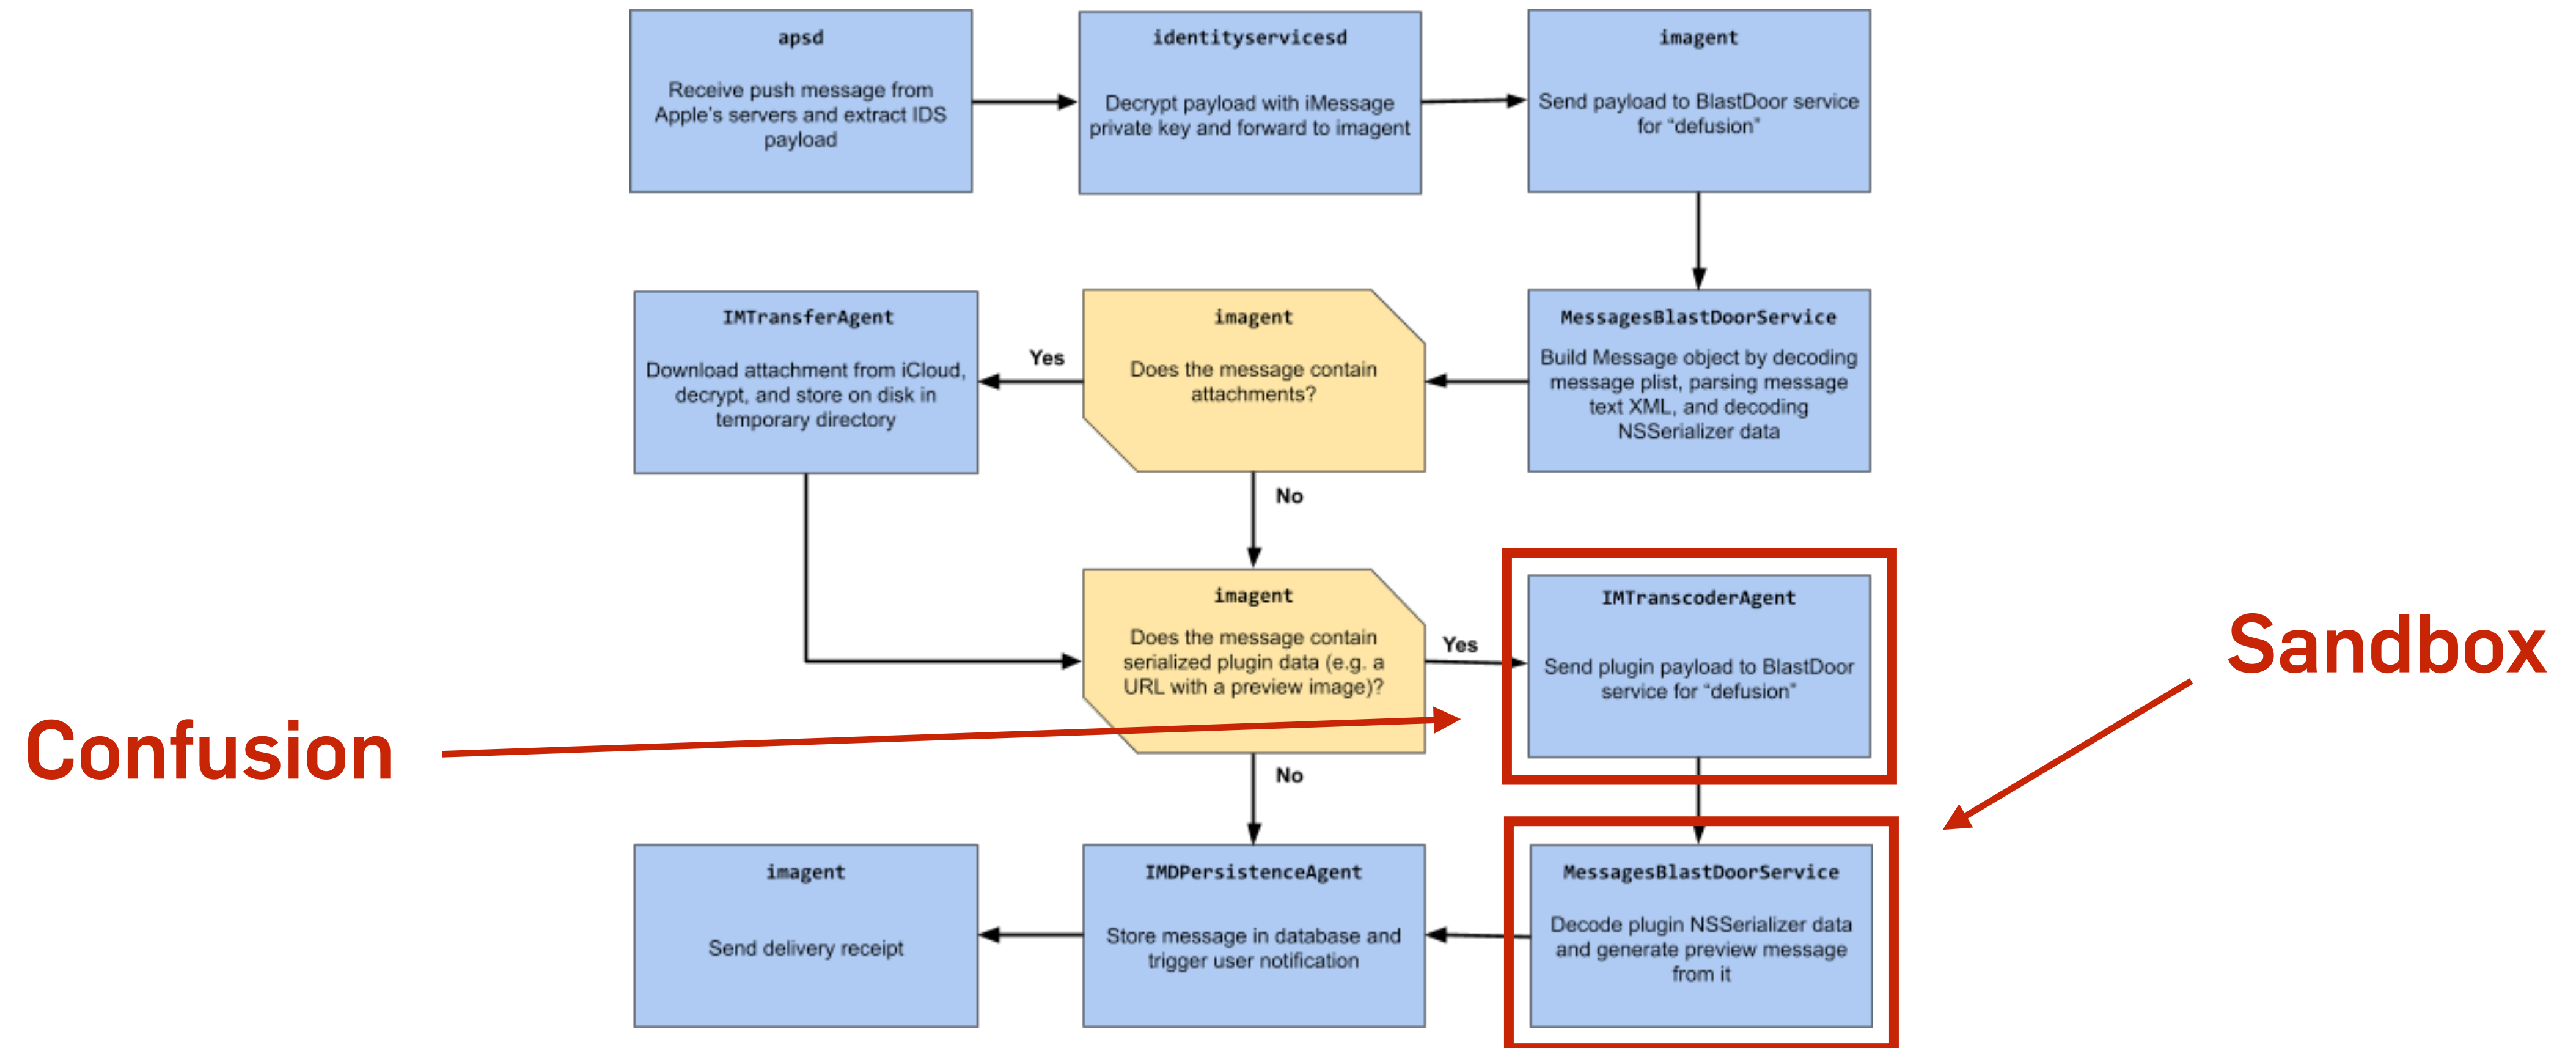 apsd
Receive push message from
Apple's servers and extract IDS
payload
identityservicesd
Decrypt payload with iMessage
private key and forward to imagent
imagent
Send payload to BlastDoor service
for “defusion”
IMTransferAgent
Download attachment from iCloud,
decrypt, and store on disk in
temporary directory
Yes
imagent
Does the message contain
attachments?
MessagesBlastDoorService
Build Message object by decoding
message plist, parsing message
text XML, and decoding
NSSerializer data
No
imagent
Does the message contain
serialized plugin data (e.g. a
URL with a preview image)?
Yes
IMTranscoderAgent
Send plugin payload to BlastDoor
service for “defusion”
Sandbox
Confusion
No
imagent
Send delivery receipt
IMDPersistenceAgent
Store message in database and
trigger user notification
MessagesBlastDoorService
Decode plugin NSSerializer data
and generate preview message
from it